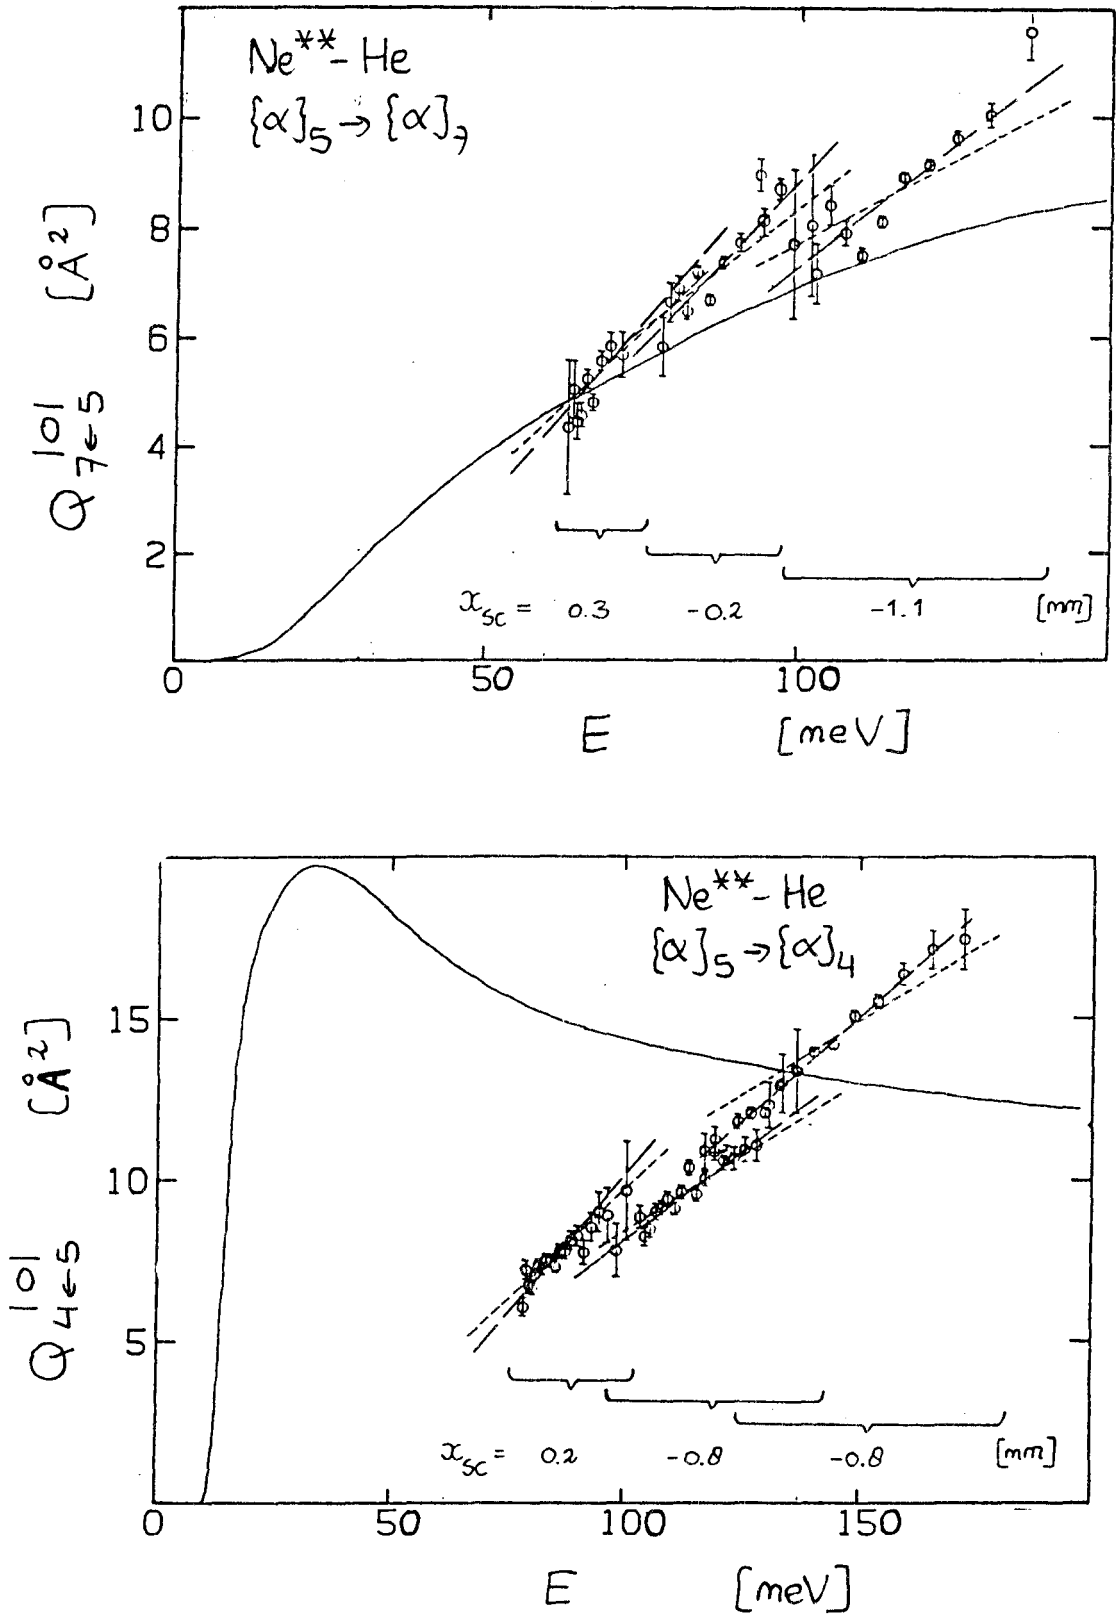 Ne**-He
{α}5→{α}7
10
8
6
4
2
[Å2]
Q 101 7←5
xsc = 0.3 -0.2 -1.1 [mm]
0 50 100
E [meV]
Ne**-He
{α}5→{α}4
15
10
5
[Å2]
Q 101 4←5
xsc = 0.2 -0.8 -0.8 [mm]
0 50 100 150
E [meV]